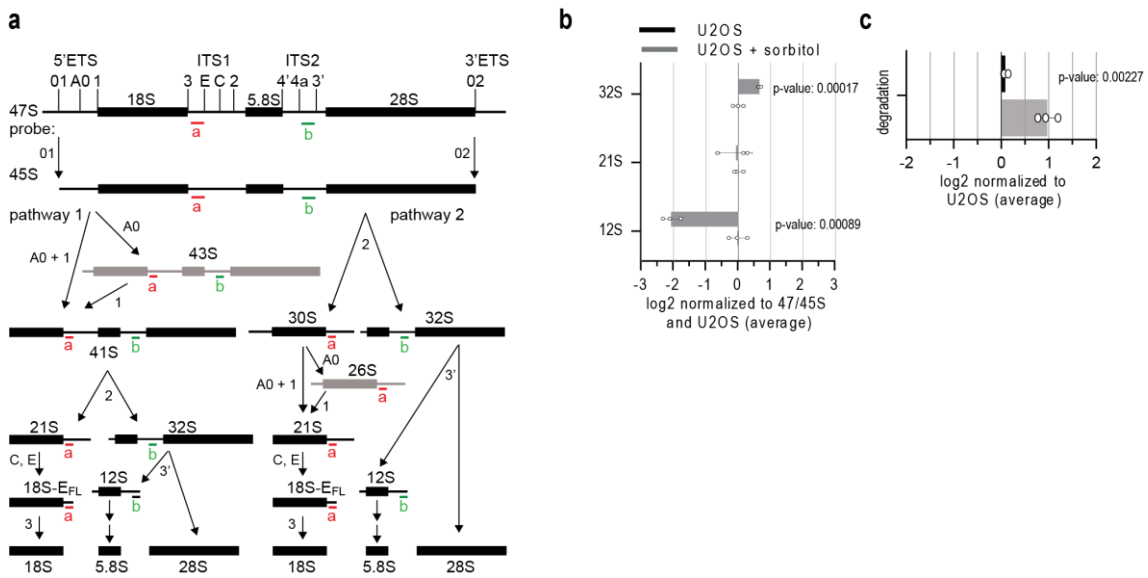 a
5'ETS ITS1 ITS2 3'ETS
01 A0 1 3 E C 2 4' 4a 3' 02
18S 5.8S 28S
47S
probe: a b
01 02
45S
a b
pathway 1 pathway 2
A0
A0 + 1 43S 2
a b
1
30S 32S
a b a b
41S A0
A0 + 1 26S 3'
2 a
1
21S 32S 21S
a b a
C, E 3' C, E
12S 12S
18S-EFL 18S-EFL
b b
a a
3 3
18S 5.8S 28S 18S 5.8S 28S
b
U2OS
U2OS + sorbitol
32S p-value: 0.00017
21S
12S p-value: 0.00089
-3 -2 -1 0 1 2 3
log2 normalized to 47/45S
and U2OS (average)
c
degradation
p-value: 0.00227
-2 -1 0 1 2
log2 normalized to
U2OS (average)